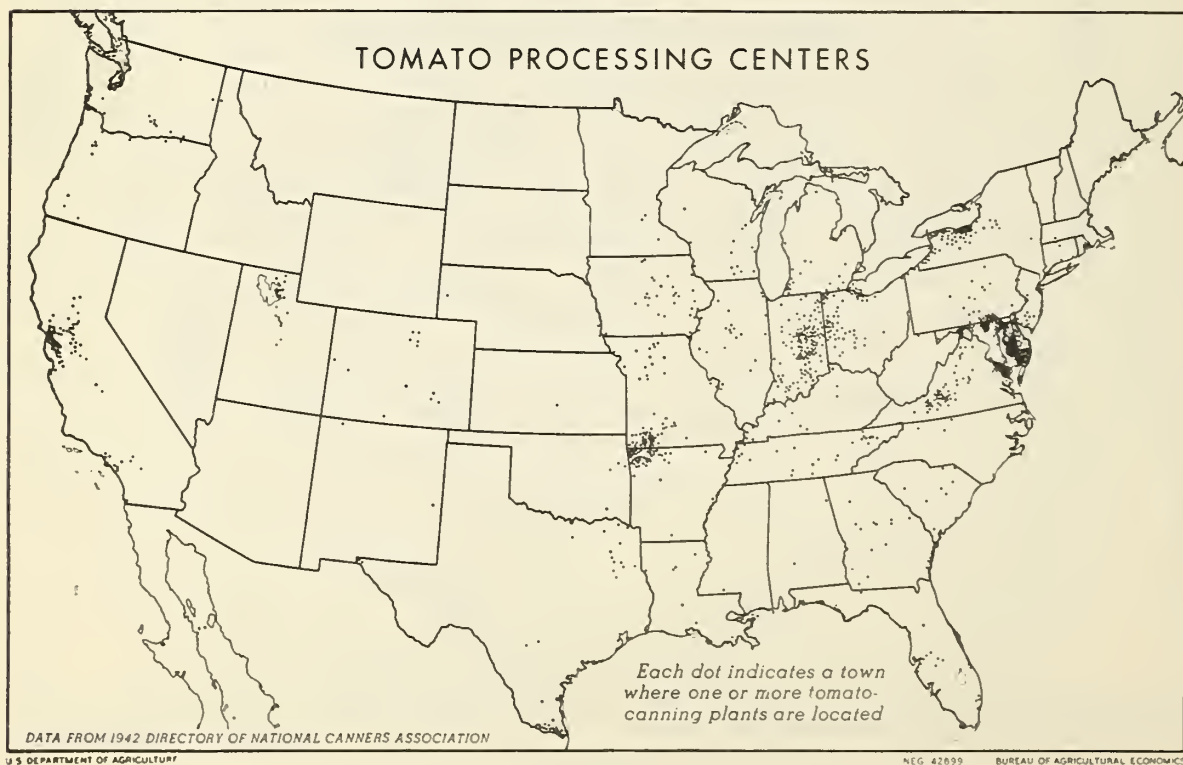 TOMATO PROCESSING CENTERS
Each dot indicates a town
where one or more tomato-
canning plants are located
DATA FROM 1942 DIRECTORY OF NATIONAL CANNERS ASSOCIATION
U S DEPARTMENT OF AGRICULTURE
NEG. 42699
BUREAU OF AGRICULTURAL ECONOMICS